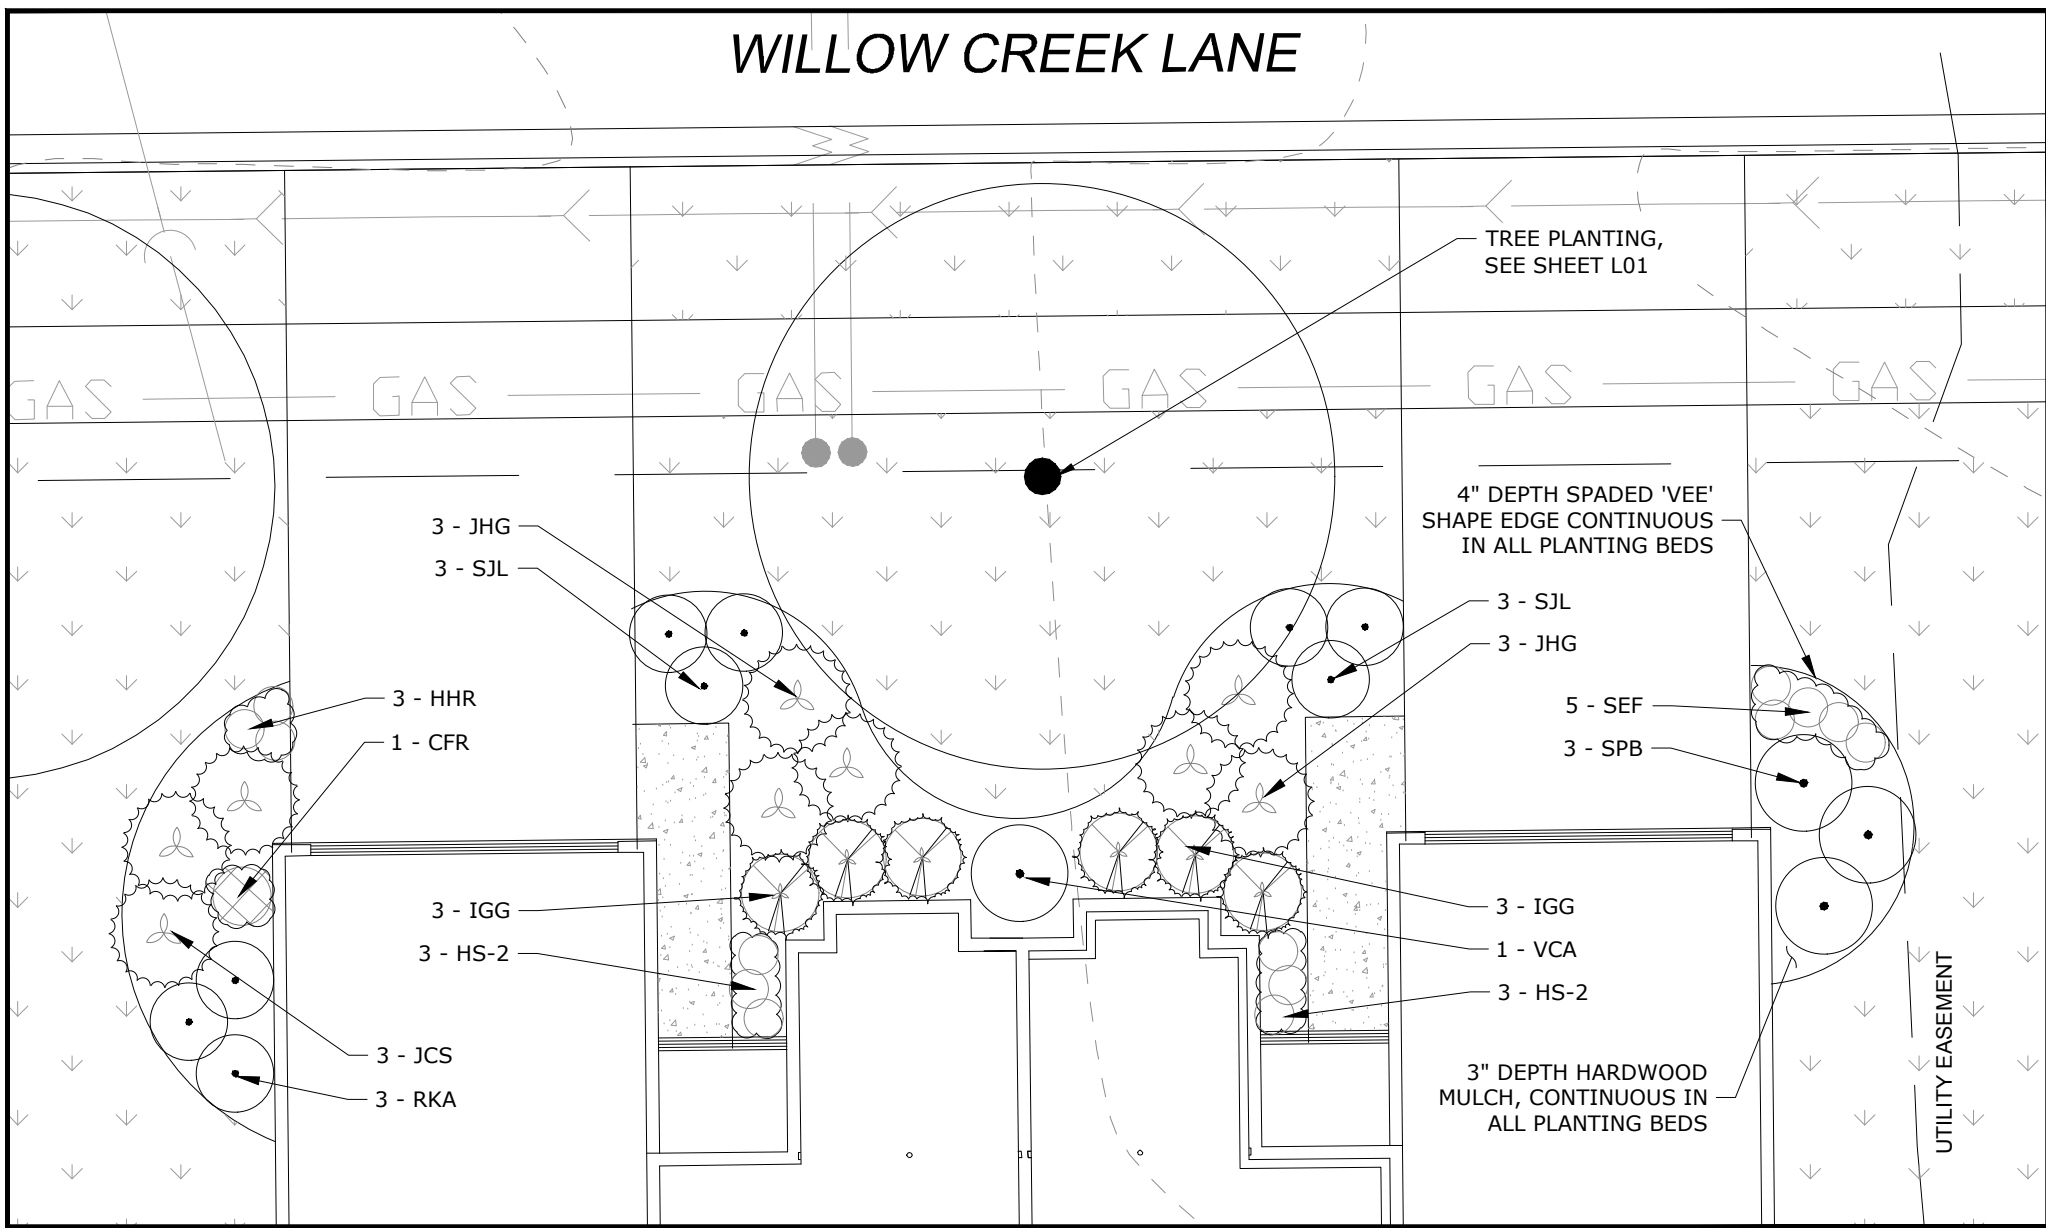 WILLOW CREEK LANE
TREE PLANTING,
SEE SHEET L01
GAS
GAS
GAS
GAS
GAS
GAS
4" DEPTH SPADED 'VEE'
SHAPE EDGE CONTINUOUS
IN ALL PLANTING BEDS
3 - JHG
3 - SJL
3 - SJL
3 - JHG
3 - HHR
1 - CFR
5 - SEF
3 - SPB
3 - IGG
3 - HS-2
3 - IGG
1 - VCA
3 - HS-2
3 - JCS
3 - RKA
3" DEPTH HARDWOOD
MULCH, CONTINUOUS IN
ALL PLANTING BEDS
UTILITY EASEMENT